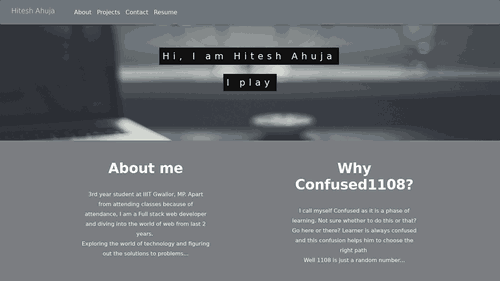 Hitesh Ahuja About Projects Contact Resume
Hi, I am Hitesh Ahuja
I play
About me
3rd year student at IIIT Gwalior, MP. Apart
from attending classes because of
attendance, I am a Full stack web developer
and diving into the world of web from last 2
years.
Exploring the world of technology and figuring
out the solutions to problems...
Why
Confused1108?
I call myself Confused as it is a phase of
learning. Not sure whether to do this or that?
Go here or there? Learner is always confused
and this confusion helps him to choose the
right path
Well 1108 is just a random number...